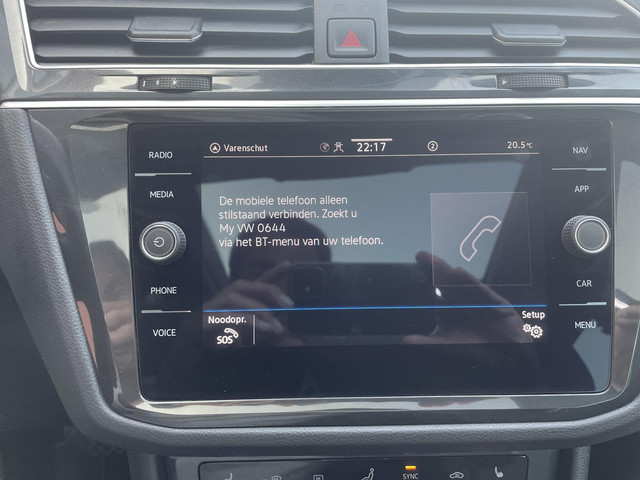 RADIO
MEDIA
PHONE
VOICE
Varenschut
22:17
2
20.5°C
De mobiele telefoon alleen
stilstaand verbinden. Zoekt u
My VW 0644
via het BT-menu van uw telefoon.
Noodopr.
SOS
Setup
NAV
APP
CAR
MENU
SYNC